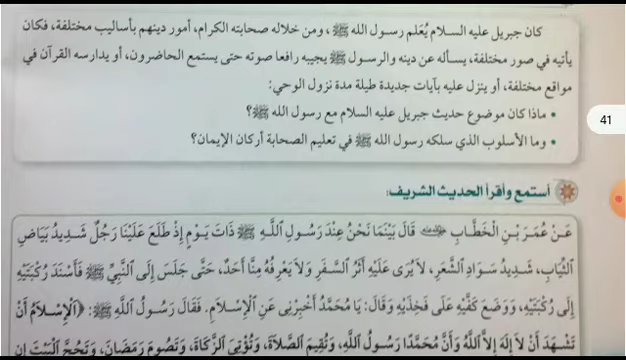 كان جبريل عليه السلام يُعَلم رسول الله ﷺ، ومن خلاله صحابته الكرام، أمور دينهم بأساليب مختلفة، فكان
يأتيه في صور مختلفة، يسأله عن دينه والرسول ﷺ يجيبه رافعا صوته حتى يستمع الحاضرون، أو يدارسه القرآن في
مواقع مختلفة، أو ينزل عليه بآيات جديدة طيلة مدة نزول الوحي:
• ماذا كان موضوع حديث جبريل عليه السلام مع رسول الله ﷺ؟
41
• وما الأسلوب الذي سلكه رسول الله ﷺ في تعليم الصحابة أركان الإيمان؟
أستمع وأقرأ الحديث الشريف:
عَنْ عُمَرَ بْنِ الْخَطَّابِ قَالَ بَيْنَمَا نَحْنُ عِنْدَ رَسُولِ اللَّهِ ﷺ ذَاتَ يَوْمٍ إِذْ طَلَعَ عَلَيْنَا رَجُلٌ شَدِيدُ بَيَاضِ
الثِّيَابِ، شَدِيدُ سَوَادِ الشَّعَرِ، لَا يُرَى عَلَيْهِ أَثَرُ السَّفَرِ وَلَا يَعْرِفُهُ مِنَّا أَحَدٌ، حَتَّى جَلَسَ إِلَى النَّبِيِّ ﷺ فَأَسْنَدَ رُكْبَتَيْهِ
إِلَى رُكْبَتَيْهِ، وَوَضَعَ كَفَّيْهِ عَلَى فَخِذَيْهِ وَقَالَ: يَا مُحَمَّدُ أَخْبِرْنِي عَنِ الْإِسْلَامِ. فَقَالَ رَسُولُ اللَّهِ ﷺ: «الْإِسْلَامُ أَنْ
تَشْهَدَ أَنْ لَا إِلَهَ إِلَّا اللَّهُ وَأَنَّ مُحَمَّدًا رَسُولُ اللَّهِ، وَتُقِيمَ الصَّلَاةَ، وَتُؤْتِيَ الزَّكَاةَ، وَتَصُومَ رَمَضَانَ، وَتَحُجَّ الْبَيْتَ إِنِ